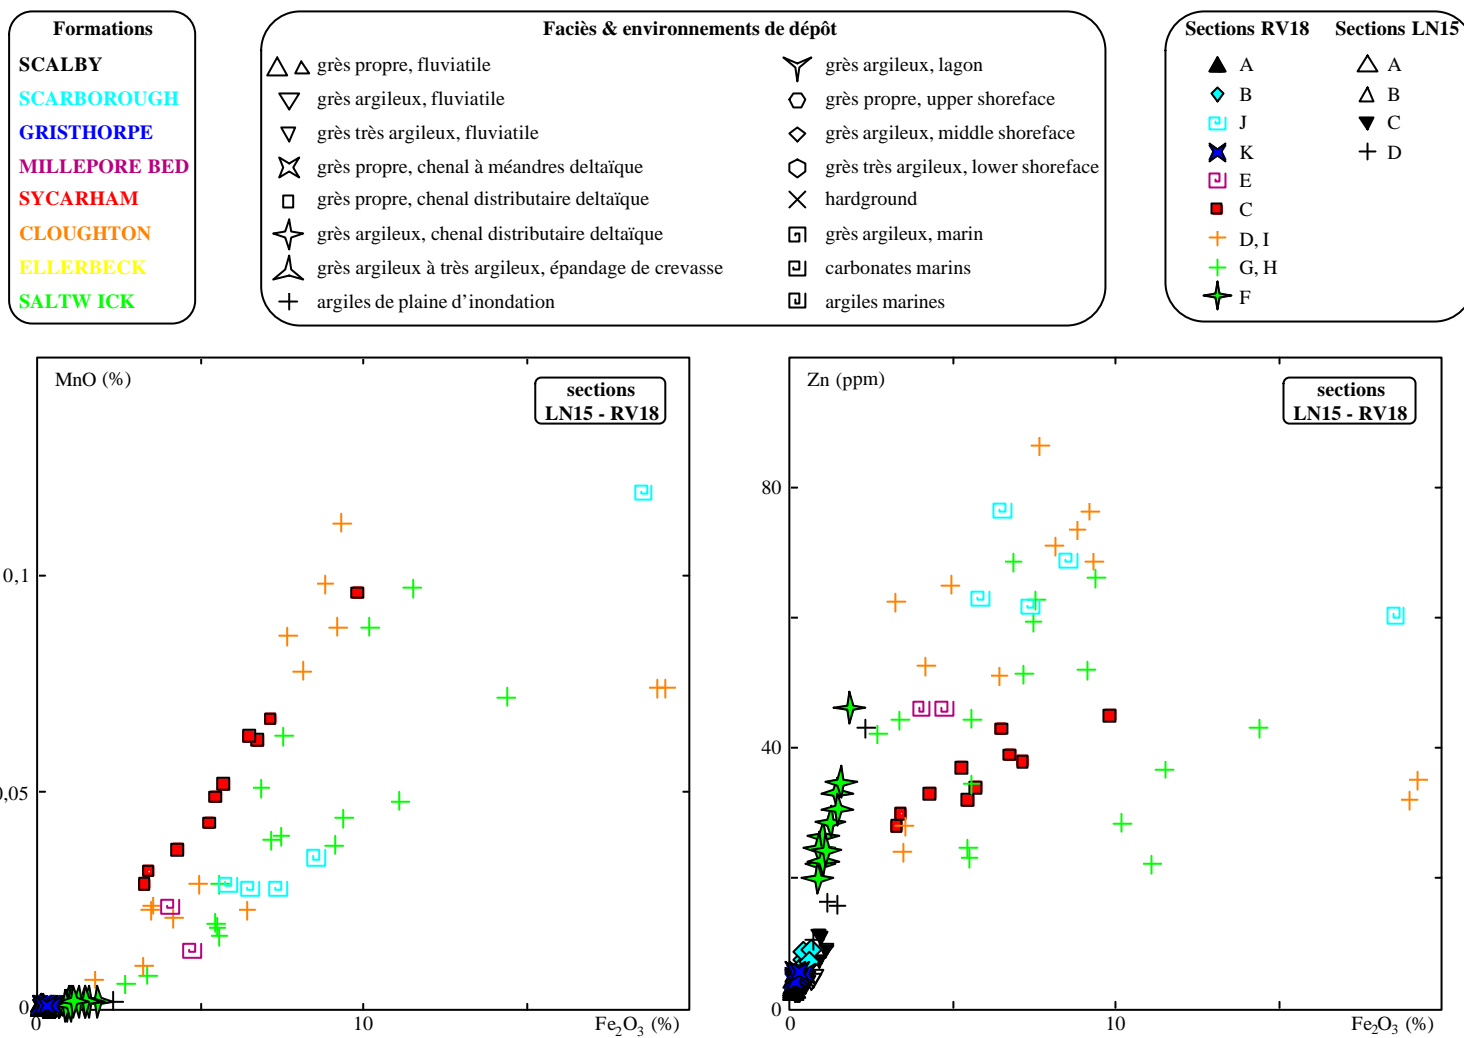 Formations
SCALBY
SCARBOROUGH
GRISTHORPE
MILLEPORE BED
SYCARHAM
CLOUGHTON
ELLERBECK
SALTW ICK
Faciès & environnements de dépôt
grès propre, fluviatile
grès argileux, fluviatile
grès très argileux, fluviatile
grès propre, chenal à méandres deltaïque
grès propre, chenal distributaire deltaïque
grès argileux, chenal distributaire deltaïque
grès argileux à très argileux, épandage de crevasse
argiles de plaine d'inondation
grès argileux, lagon
grès propre, upper shoreface
grès argileux, middle shoreface
grès très argileux, lower shoreface
hardground
grès argileux, marin
carbonates marins
argiles marines
Sections RV18
A
B
J
K
E
C
D, I
G, H
F
Sections LN15
A
B
C
D
MnO (%)
sections
LN15 - RV18
0,1
0,05
0
0
10
Fe₂O₃ (%)
Zn (ppm)
sections
LN15 - RV18
80
40
0
0
10
Fe₂O₃ (%)